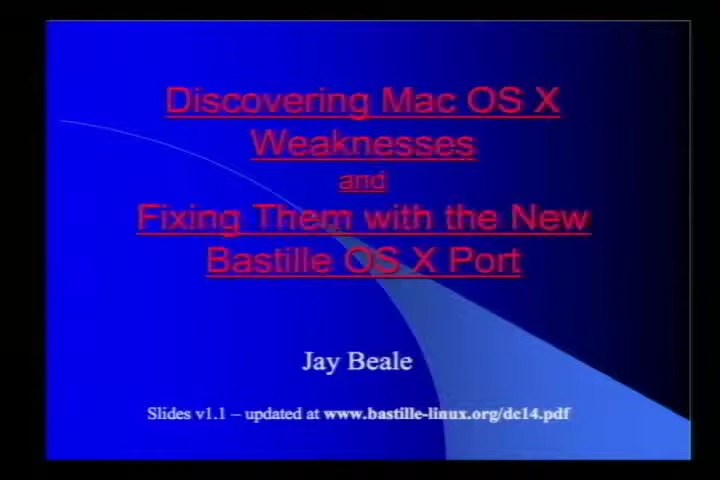 Discovering Mac OS X
Weaknesses
and
Fixing Them with the New
Bastille OS X Port
Jay Beale
Slides v1.1 – updated at www.bastille-linux.org/dc14.pdf